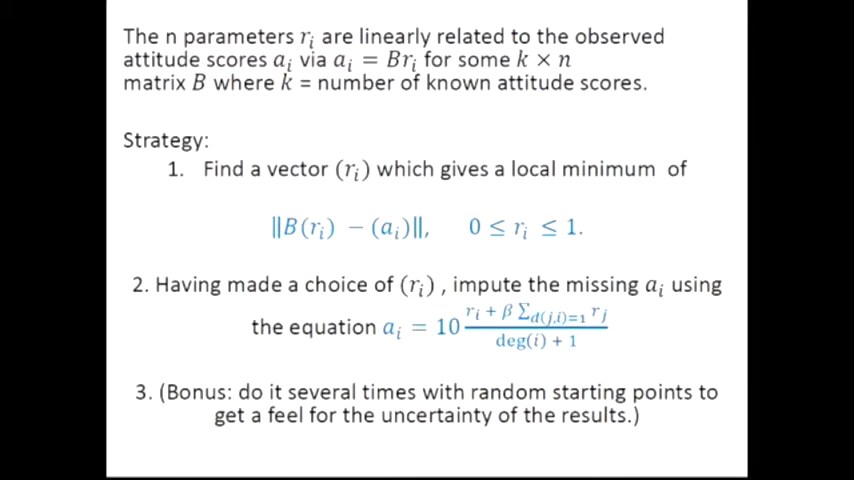 The n parameters rᵢ are linearly related to the observed
attitude scores aᵢ via aᵢ = Brᵢ for some k × n
matrix B where k = number of known attitude scores.
Strategy:
1. Find a vector (rᵢ) which gives a local minimum of
‖B(rᵢ) − (aᵢ)‖, 0 ≤ rᵢ ≤ 1.
2. Having made a choice of (rᵢ) , impute the missing aᵢ using
the equation aᵢ = 10 (rᵢ + β Σ_{d(j,i)=1} rⱼ) / (deg(i) + 1)
3. (Bonus: do it several times with random starting points to
get a feel for the uncertainty of the results.)